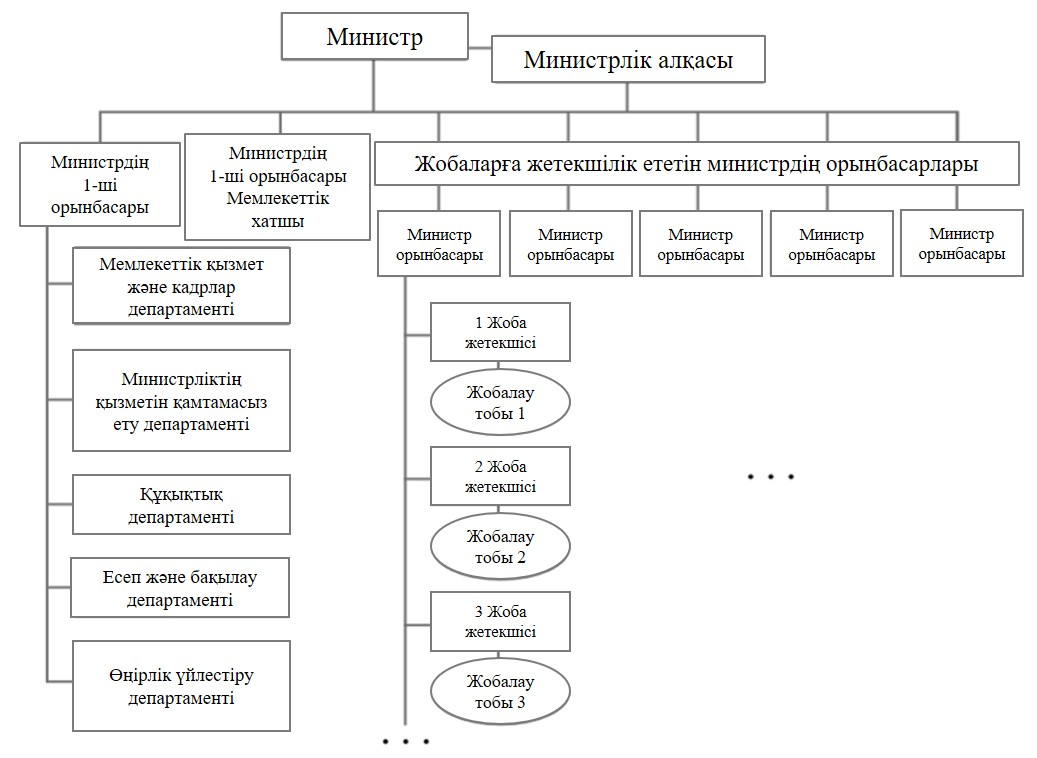 Министр
Министрлік алқасы
Министрдің
1-ші
орынбасары
Министрдің
1-ші орынбасары
Мемлекеттік
хатшы
Жобаларға жетекшілік ететін министрдің орынбасарлары
Министр
орынбасары
Министр
орынбасары
Министр
орынбасары
Министр
орынбасары
Министр
орынбасары
Мемлекеттік қызмет
және кадрлар
департаменті
Министрліктің
қызметін қамтамасыз
ету департаменті
Құқықтық
департаменті
Есеп және бақылау
департаменті
Өңірлік үйлестіру
департаменті
1 Жоба
жетекшісі
Жобалау
тобы 1
2 Жоба
жетекшісі
Жобалау
тобы 2
3 Жоба
жетекшісі
Жобалау
тобы 3
. . .
. . .